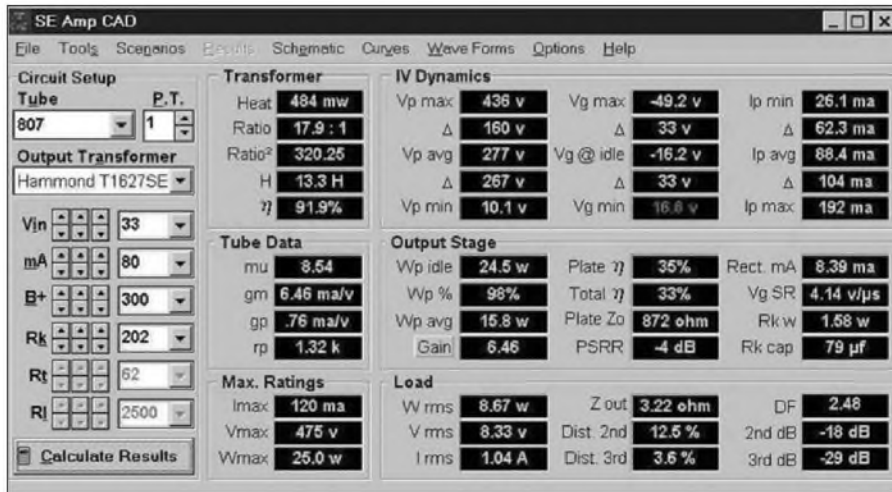 SE Amp CAD
File Tools Scenarios Results Schematic Curves Wave Forms Options Help
Circuit Setup
Tube P.T.
807 1
Output Transformer
Hammond T1627SE
Vin 33
mA 80
B+ 300
Rk 202
Rt 62
Rl 2500
Calculate Results
Transformer
Heat 484 mw
Ratio 17.9 : 1
Ratio² 320.25
H 13.3 H
η 91.9%
Tube Data
mu 8.54
gm 6.46 ma/v
gp .76 ma/v
rp 1.32 k
Max. Ratings
Imax 120 ma
Vmax 475 v
Wmax 25.0 w
IV Dynamics
Vp max 436 v Vg max -49.2 v Ip min 26.1 ma
Δ 160 v Δ 33 v Δ 62.3 ma
Vp avg 277 v Vg @ idle -16.2 v Ip avg 88.4 ma
Δ 267 v Δ 33 v Δ 104 ma
Vp min 10.1 v Vg min 16.8 v Ip max 192 ma
Output Stage
Wp idle 24.5 w Plate η 35% Rect. mA 8.39 ma
Wp % 98% Total η 33% Vg SR 4.14 v/µs
Wp avg 15.8 w Plate Zo 872 ohm Rk w 1.58 w
Gain 6.46 PSRR -4 dB Rk cap 79 µf
Load
W rms 8.67 w Z out 3.22 ohm DF 2.48
V rms 8.33 v Dist. 2nd 12.5 % 2nd dB -18 dB
I rms 1.04 A Dist. 3rd 3.6 % 3rd dB -29 dB